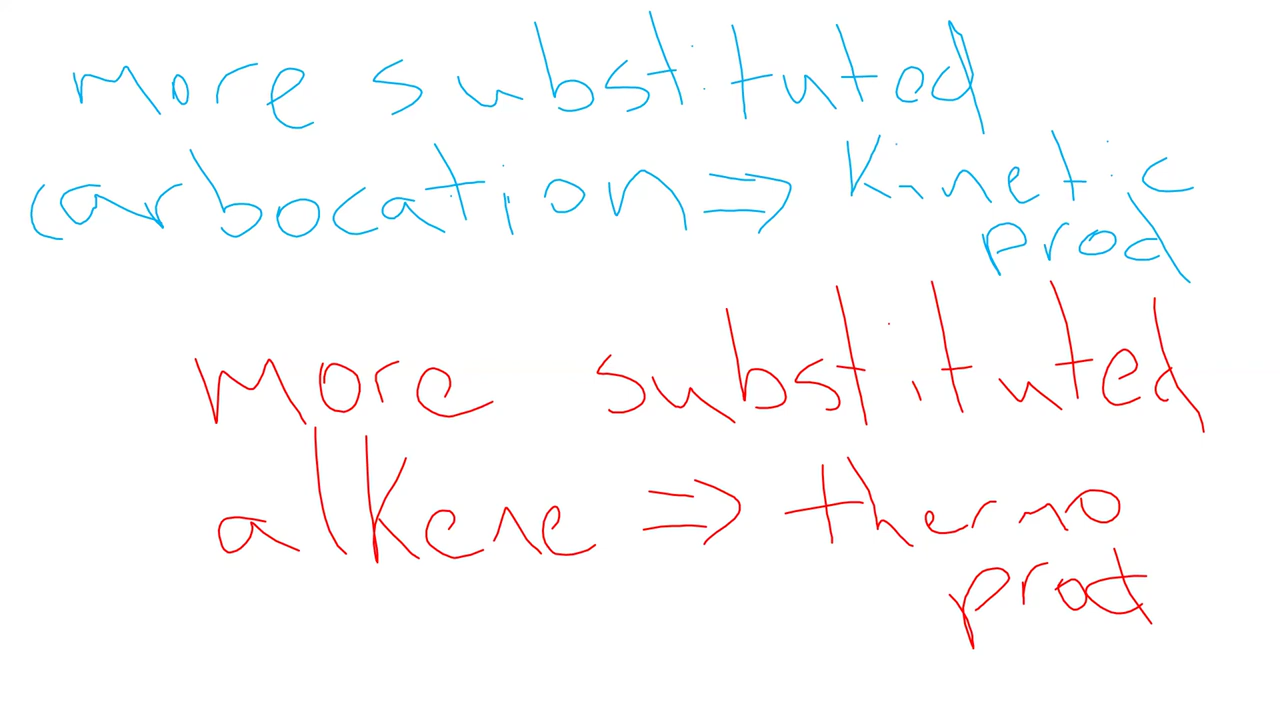 more substituted
carbocation ⇒ Kinetic
prod
more substituted
alkene ⇒ thermo
prod